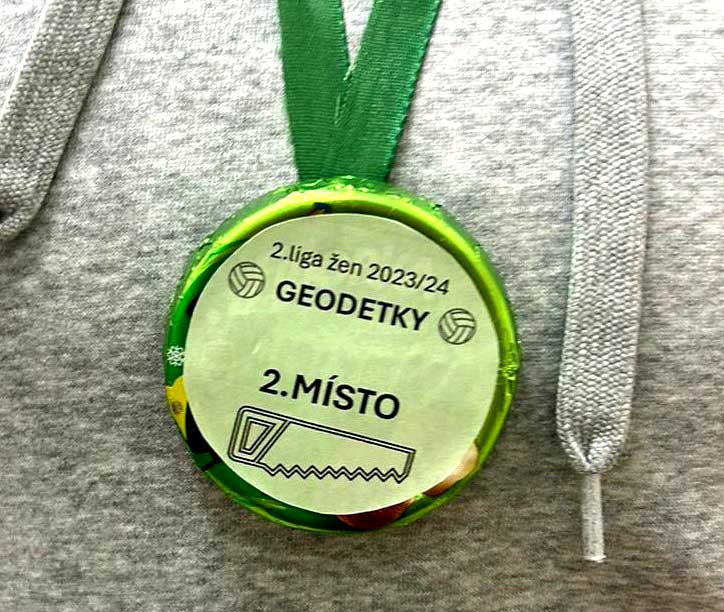 2.liga žen 2023/24
GEODETKY
2.MÍSTO